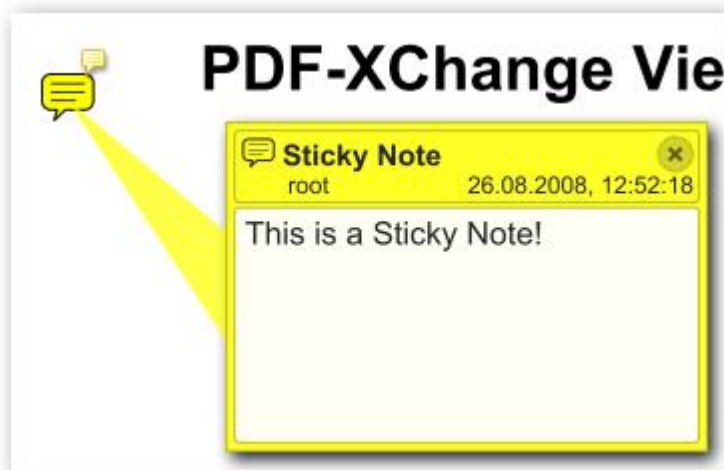 PDF-XChange Vie
Sticky Note
root 26.08.2008, 12:52:18
This is a Sticky Note!